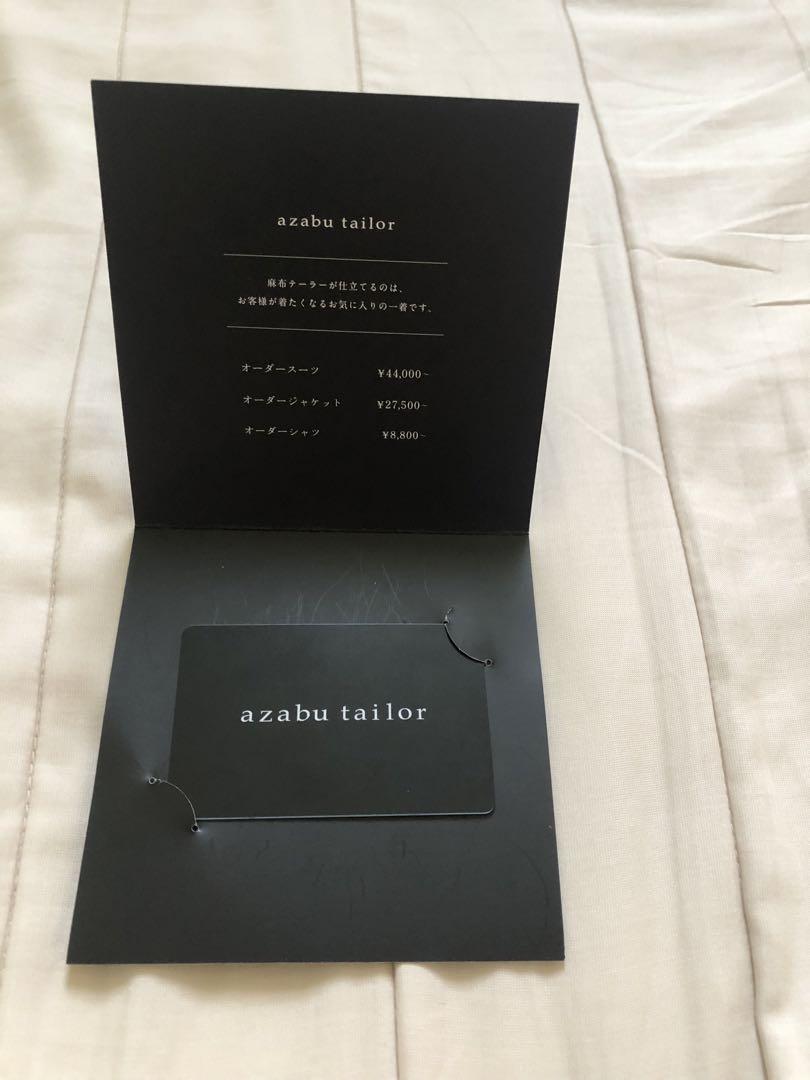 azabu tailor
麻布テーラーが仕立てるのは、
お客様が着たくなるお気に入りの一着です。
オーダースーツ ¥44,000~
オーダージャケット ¥27,500~
オーダーシャツ ¥8,800~
azabu tailor